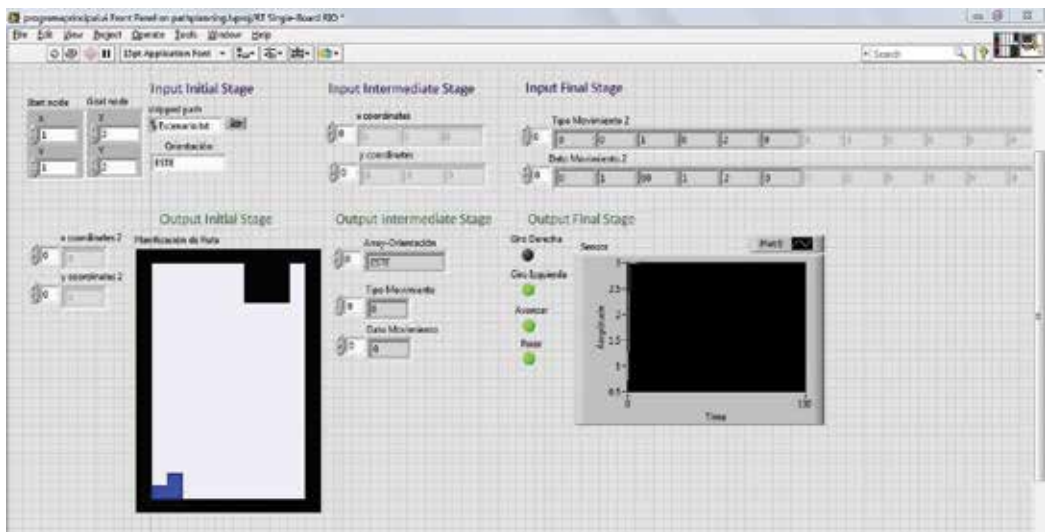 programaprincipal.vi Front Panel on pathplanning.lvproj/RT Single-Board RIO *
File Edit View Project Operate Tools Window Help
15pt Application Font
Search
Input Initial Stage
Input Intermediate Stage
Input Final Stage
Start node
Goal node
X
X
1
2
Y
Y
1
2
Escenario.txt
Orientación
ESTE
x coordinates
0
y coordinates
0
Tipo Movimiento 2
0 0 0 1 0 2 0
Dato Movimiento 2
0 0 1 90 1 2 0
Output Initial Stage
Output Intermediate Stage
Output Final Stage
x coordinates 2
0
y coordinates 2
0
Planificación de Ruta
Array-Orientación
0 ESTE
Tipo Movimiento
0 0
Dato Movimiento
0 0
Giro Derecha
Giro Izquierda
Avanzar
Parar
Sensor
Plot 0
Amplitude
3-
2.5-
2-
1.5-
1-
0.5-
0
130
Time